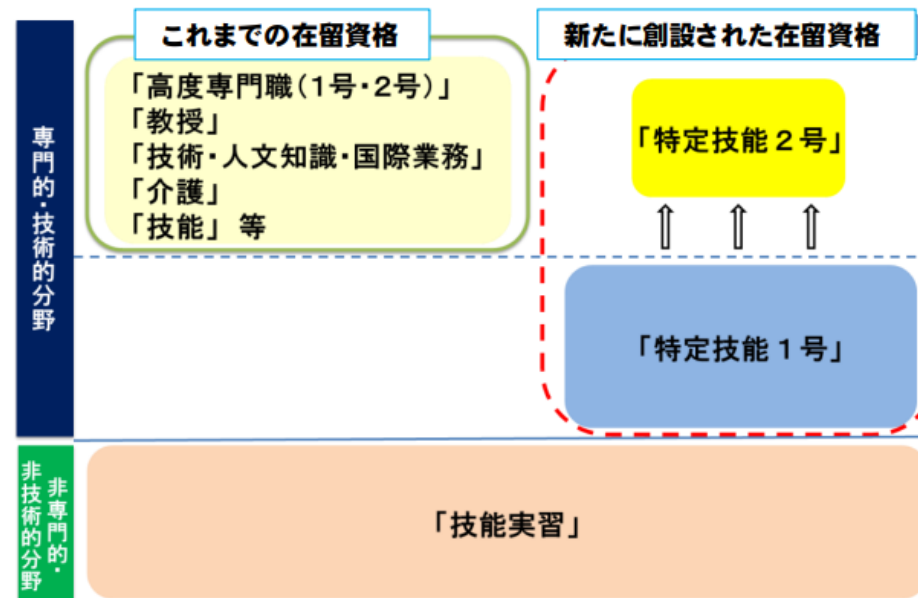 これまでの在留資格
新たに創設された在留資格
専門的・技術的分野
「高度専門職(1号・2号)」
「教授」
「技術・人文知識・国際業務」
「介護」
「技能」 等
「特定技能２号」
「特定技能１号」
非専門的・
非技術的分野
「技能実習」